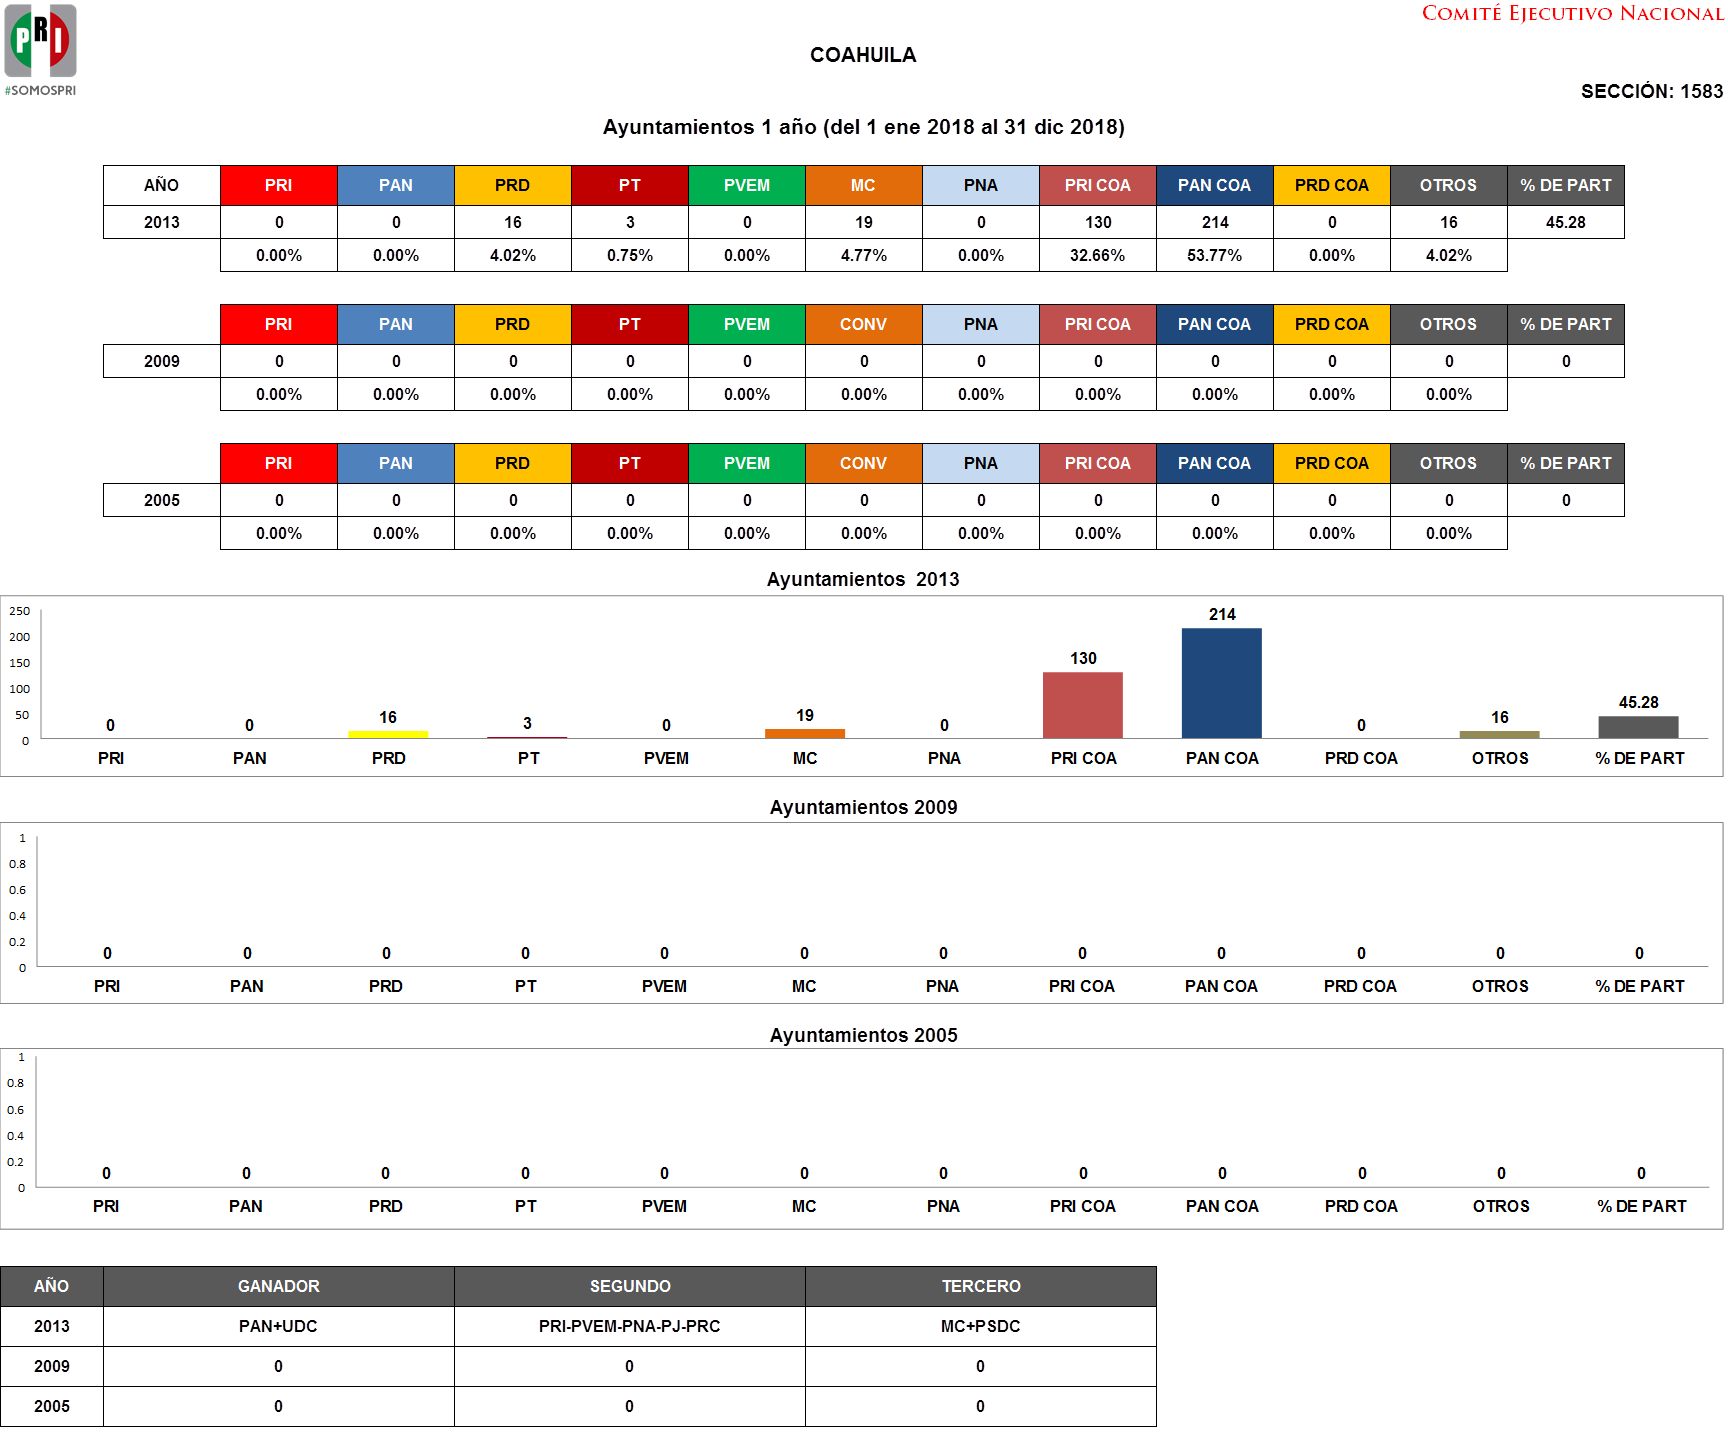 PRI
#SOMOSPRI
COMITÉ EJECUTIVO NACIONAL
COAHUILA
SECCIÓN: 1583
Ayuntamientos 1 año (del 1 ene 2018 al 31 dic 2018)
AÑO PRI PAN PRD PT PVEM MC PNA PRI COA PAN COA PRD COA OTROS % DE PART
2013 0 0 16 3 0 19 0 130 214 0 16 45.28
0.00% 0.00% 4.02% 0.75% 0.00% 4.77% 0.00% 32.66% 53.77% 0.00% 4.02%
PRI PAN PRD PT PVEM CONV PNA PRI COA PAN COA PRD COA OTROS % DE PART
2009 0 0 0 0 0 0 0 0 0 0 0 0
0.00% 0.00% 0.00% 0.00% 0.00% 0.00% 0.00% 0.00% 0.00% 0.00% 0.00%
PRI PAN PRD PT PVEM CONV PNA PRI COA PAN COA PRD COA OTROS % DE PART
2005 0 0 0 0 0 0 0 0 0 0 0 0
0.00% 0.00% 0.00% 0.00% 0.00% 0.00% 0.00% 0.00% 0.00% 0.00% 0.00%
Ayuntamientos 2013
250
200
150
100
50
0
0 0 16 3 0 19 0 130 214 0 16 45.28
PRI PAN PRD PT PVEM MC PNA PRI COA PAN COA PRD COA OTROS % DE PART
Ayuntamientos 2009
1
0.8
0.6
0.4
0.2
0
0 0 0 0 0 0 0 0 0 0 0 0
PRI PAN PRD PT PVEM MC PNA PRI COA PAN COA PRD COA OTROS % DE PART
Ayuntamientos 2005
1
0.8
0.6
0.4
0.2
0
0 0 0 0 0 0 0 0 0 0 0 0
PRI PAN PRD PT PVEM MC PNA PRI COA PAN COA PRD COA OTROS % DE PART
AÑO GANADOR SEGUNDO TERCERO
2013 PAN+UDC PRI-PVEM-PNA-PJ-PRC MC+PSDC
2009 0 0 0
2005 0 0 0